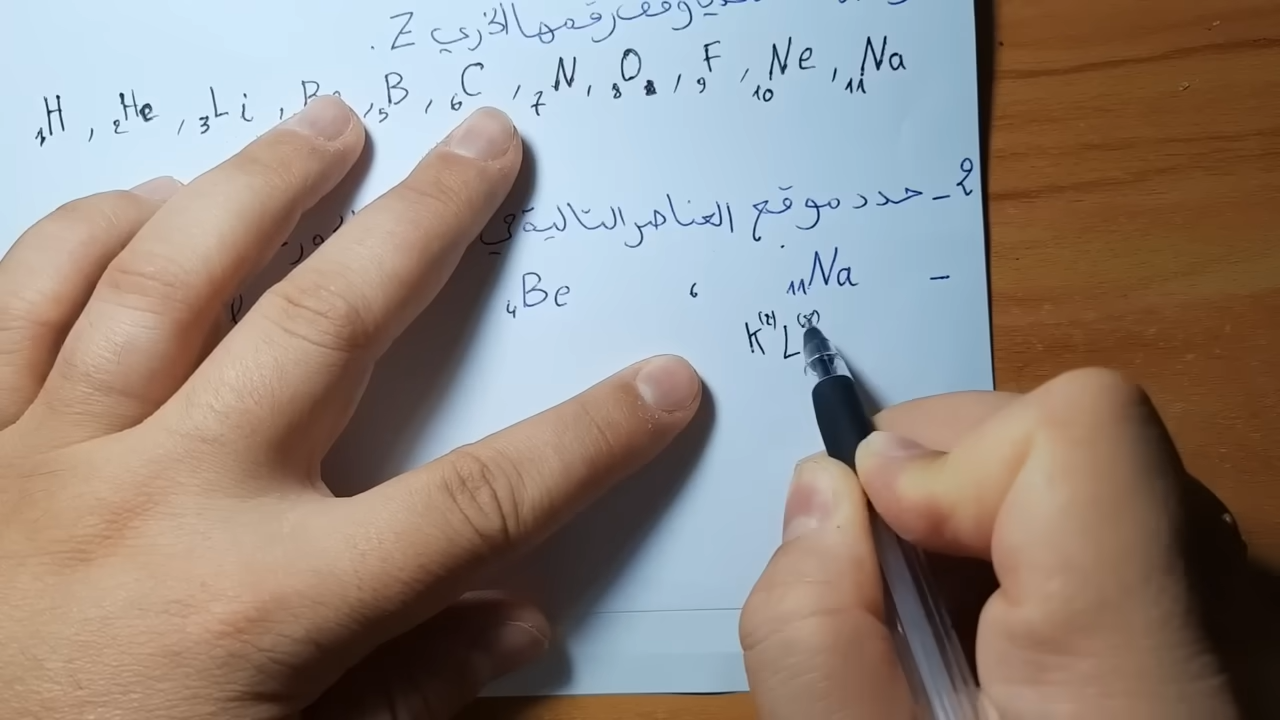 رقمها الذري Z .
₁H , ₂He , ₃Li , Be , ₅B , ₆C , ₇N , ₈O , ₉F , ₁₀Ne , ₁₁Na
2 - حدد موقع العناصر التالية في
- ₁₁Na ، ₄Be
K⁽²⁾ L⁽⁸⁾